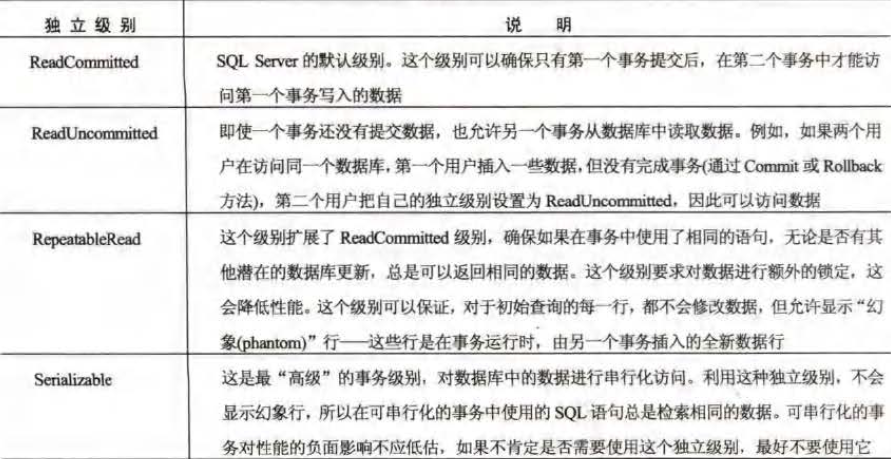 独立级别 说明
ReadCommitted SQL Server 的默认级别。这个级别可以确保只有第一个事务提交后，在第二个事务中才能访
问第一个事务写入的数据
ReadUncommitted 即使一个事务还没有提交数据，也允许另一个事务从数据库中读取数据。例如，如果两个用
户在访问同一个数据库，第一个用户插入一些数据，但没有完成事务(通过 Commit 或 Rollback
方法)，第二个用户把自己的独立级别设置为 ReadUncommitted，因此可以访问数据
RepeatableRead 这个级别扩展了 ReadCommitted 级别，确保如果在事务中使用了相同的语句，无论是否有其
他潜在的数据库更新，总是可以返回相同的数据。这个级别要求对数据进行额外的锁定，这
会降低性能。这个级别可以保证，对于初始查询的每一行，都不会修改数据，但允许显示“幻
象(phantom)”行——这些行是在事务运行时，由另一个事务插入的全新数据行
Serializable 这是最“高级”的事务级别，对数据库中的数据进行串行化访问。利用这种独立级别，不会
显示幻象行，所以在可串行化的事务中使用的 SQL 语句总是检索相同的数据。可串行化的事
务对性能的负面影响不应低估，如果不肯定是否需要使用这个独立级别，最好不要使用它